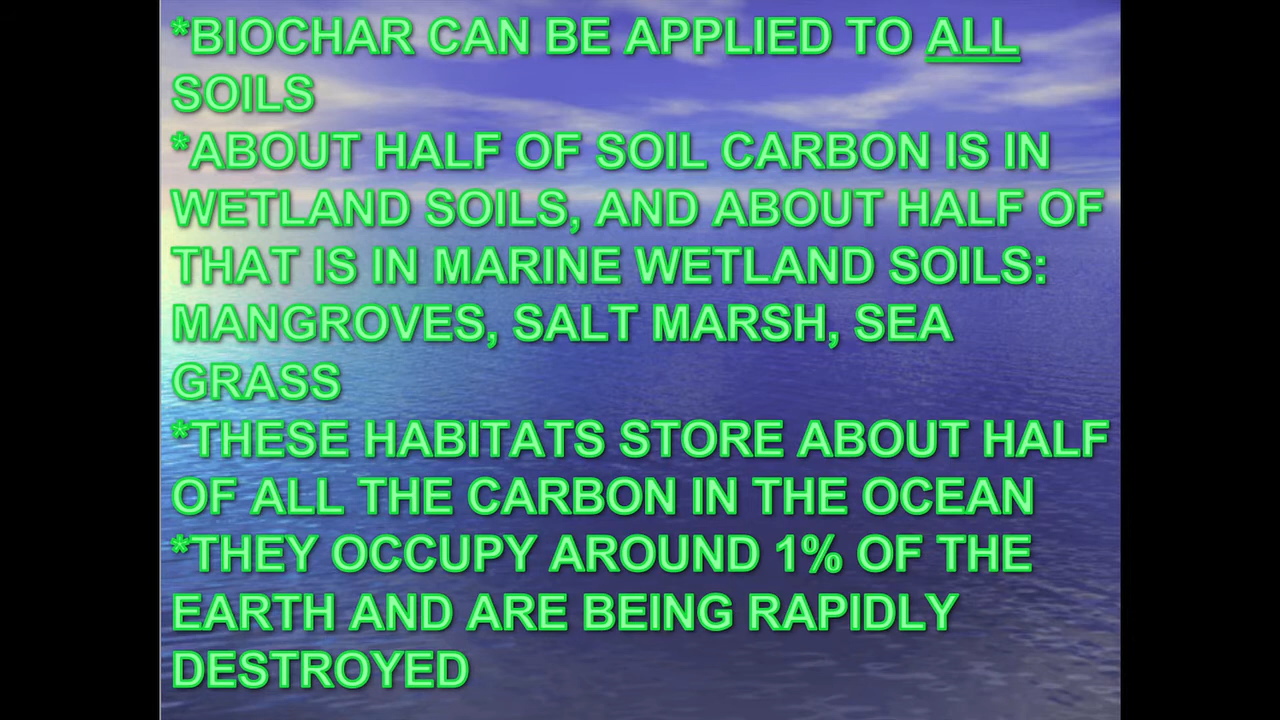 *BIOCHAR CAN BE APPLIED TO ALL
SOILS
*ABOUT HALF OF SOIL CARBON IS IN
WETLAND SOILS, AND ABOUT HALF OF
THAT IS IN MARINE WETLAND SOILS:
MANGROVES, SALT MARSH, SEA
GRASS
*THESE HABITATS STORE ABOUT HALF
OF ALL THE CARBON IN THE OCEAN
*THEY OCCUPY AROUND 1% OF THE
EARTH AND ARE BEING RAPIDLY
DESTROYED